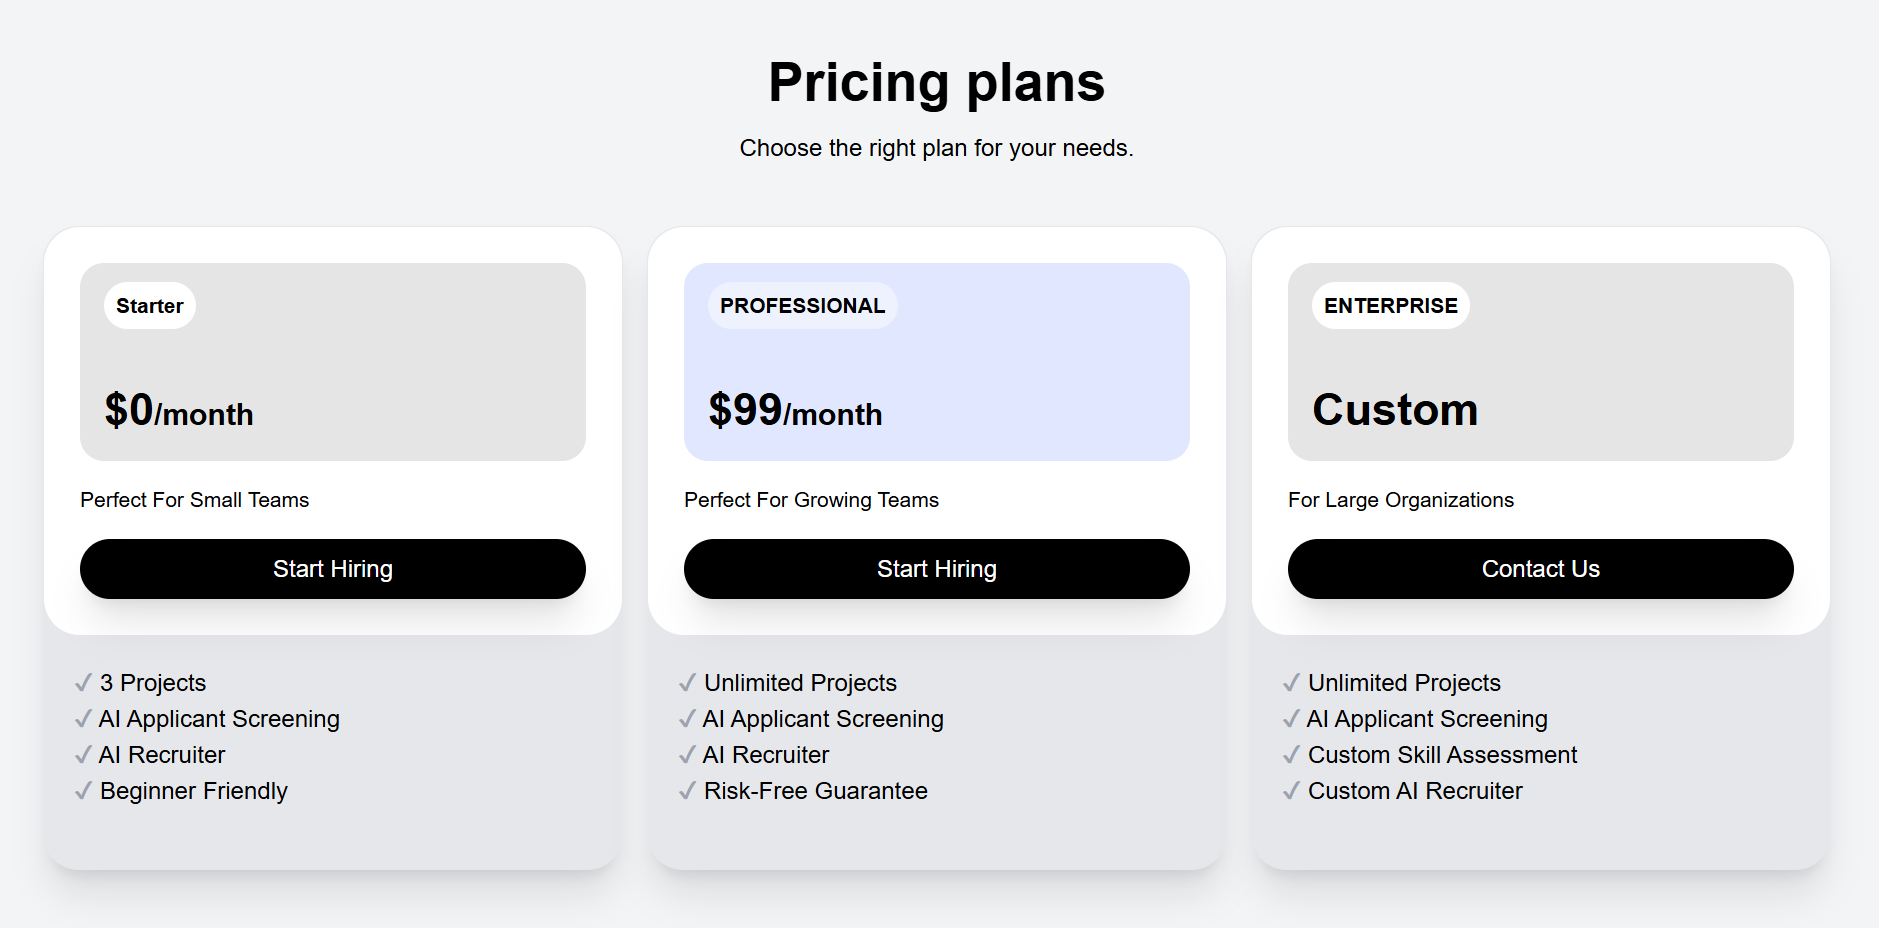 Pricing plans
Choose the right plan for your needs.
Starter
$0/month
Perfect For Small Teams
Start Hiring
✓ 3 Projects
✓ AI Applicant Screening
✓ AI Recruiter
✓ Beginner Friendly
PROFESSIONAL
$99/month
Perfect For Growing Teams
Start Hiring
✓ Unlimited Projects
✓ AI Applicant Screening
✓ AI Recruiter
✓ Risk-Free Guarantee
ENTERPRISE
Custom
For Large Organizations
Contact Us
✓ Unlimited Projects
✓ AI Applicant Screening
✓ Custom Skill Assessment
✓ Custom AI Recruiter